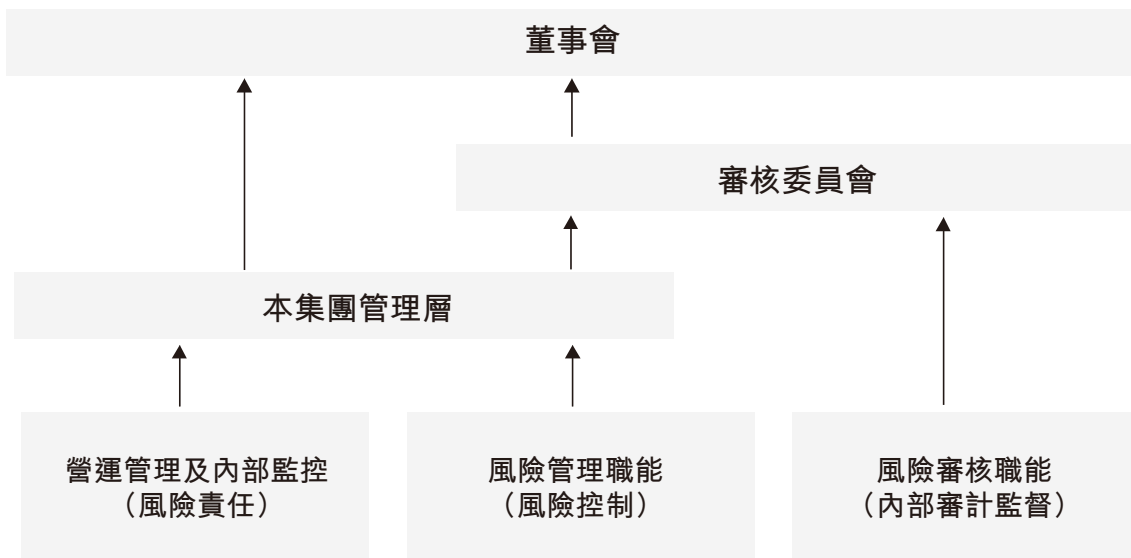 董事會
審核委員會
本集團管理層
營運管理及內部監控
（風險責任）
風險管理職能
（風險控制）
風險審核職能
（內部審計監督）